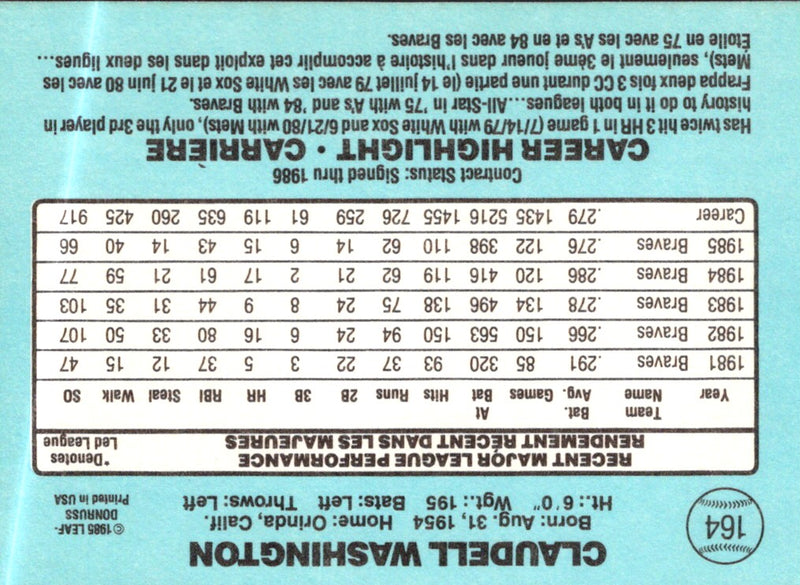 164
CLAUDELL WASHINGTON
Born: Aug. 31, 1954 Home: Orinda, Calif.
Ht.: 6'0" Wgt.: 195 Bats: Left Throws: Left
©1985 LEAF-
DONRUSS
Printed in USA
RECENT MAJOR LEAGUE PERFORMANCE
RENDEMENT RÉCENT DANS LES MAJEURES
*Denotes
Led League
Year Team Name Bat. Avg. Games At Bat Hits Runs 2B 3B HR RBI Steal Walk SO
1981 Braves .291 85 320 93 37 22 3 5 37 12 15 47
1982 Braves .266 150 563 150 94 24 6 16 80 33 50 107
1983 Braves .278 134 496 138 75 24 8 9 44 31 35 103
1984 Braves .286 120 416 119 62 21 2 17 61 21 59 77
1985 Braves .276 122 398 110 62 14 6 15 43 14 40 66
Career .279 1435 5216 1455 726 259 61 119 635 260 425 917
Contract Status: Signed thru 1986
CAREER HIGHLIGHT • CARRIÈRE
Has twice hit 3 HR in 1 game (7/14/79 with White Sox and 6/21/80 with Mets), only the 3rd player in
history to do it in both leagues...All-Star in '75 with A's and '84 with Braves.
Frappa deux fois 3 CC durant une partie (le 14 juillet 79 avec les White Sox et le 21 juin 80 avec les
Mets), seulement le 3ème joueur dans l'histoire à accomplir cet exploit dans les deux ligues...
Étoile en 75 avec les A's et en 84 avec les Braves.